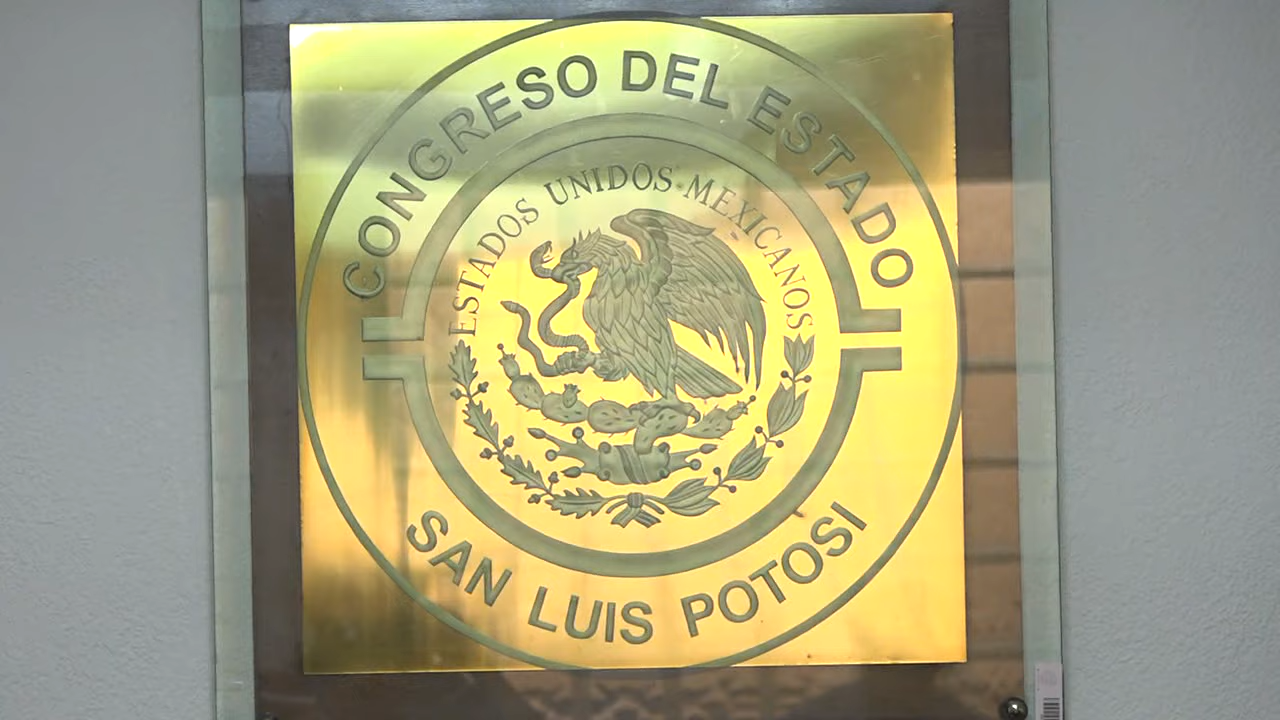 CONGRESO DEL ESTADO
ESTADOS UNIDOS MEXICANOS
SAN LUIS POTOSI